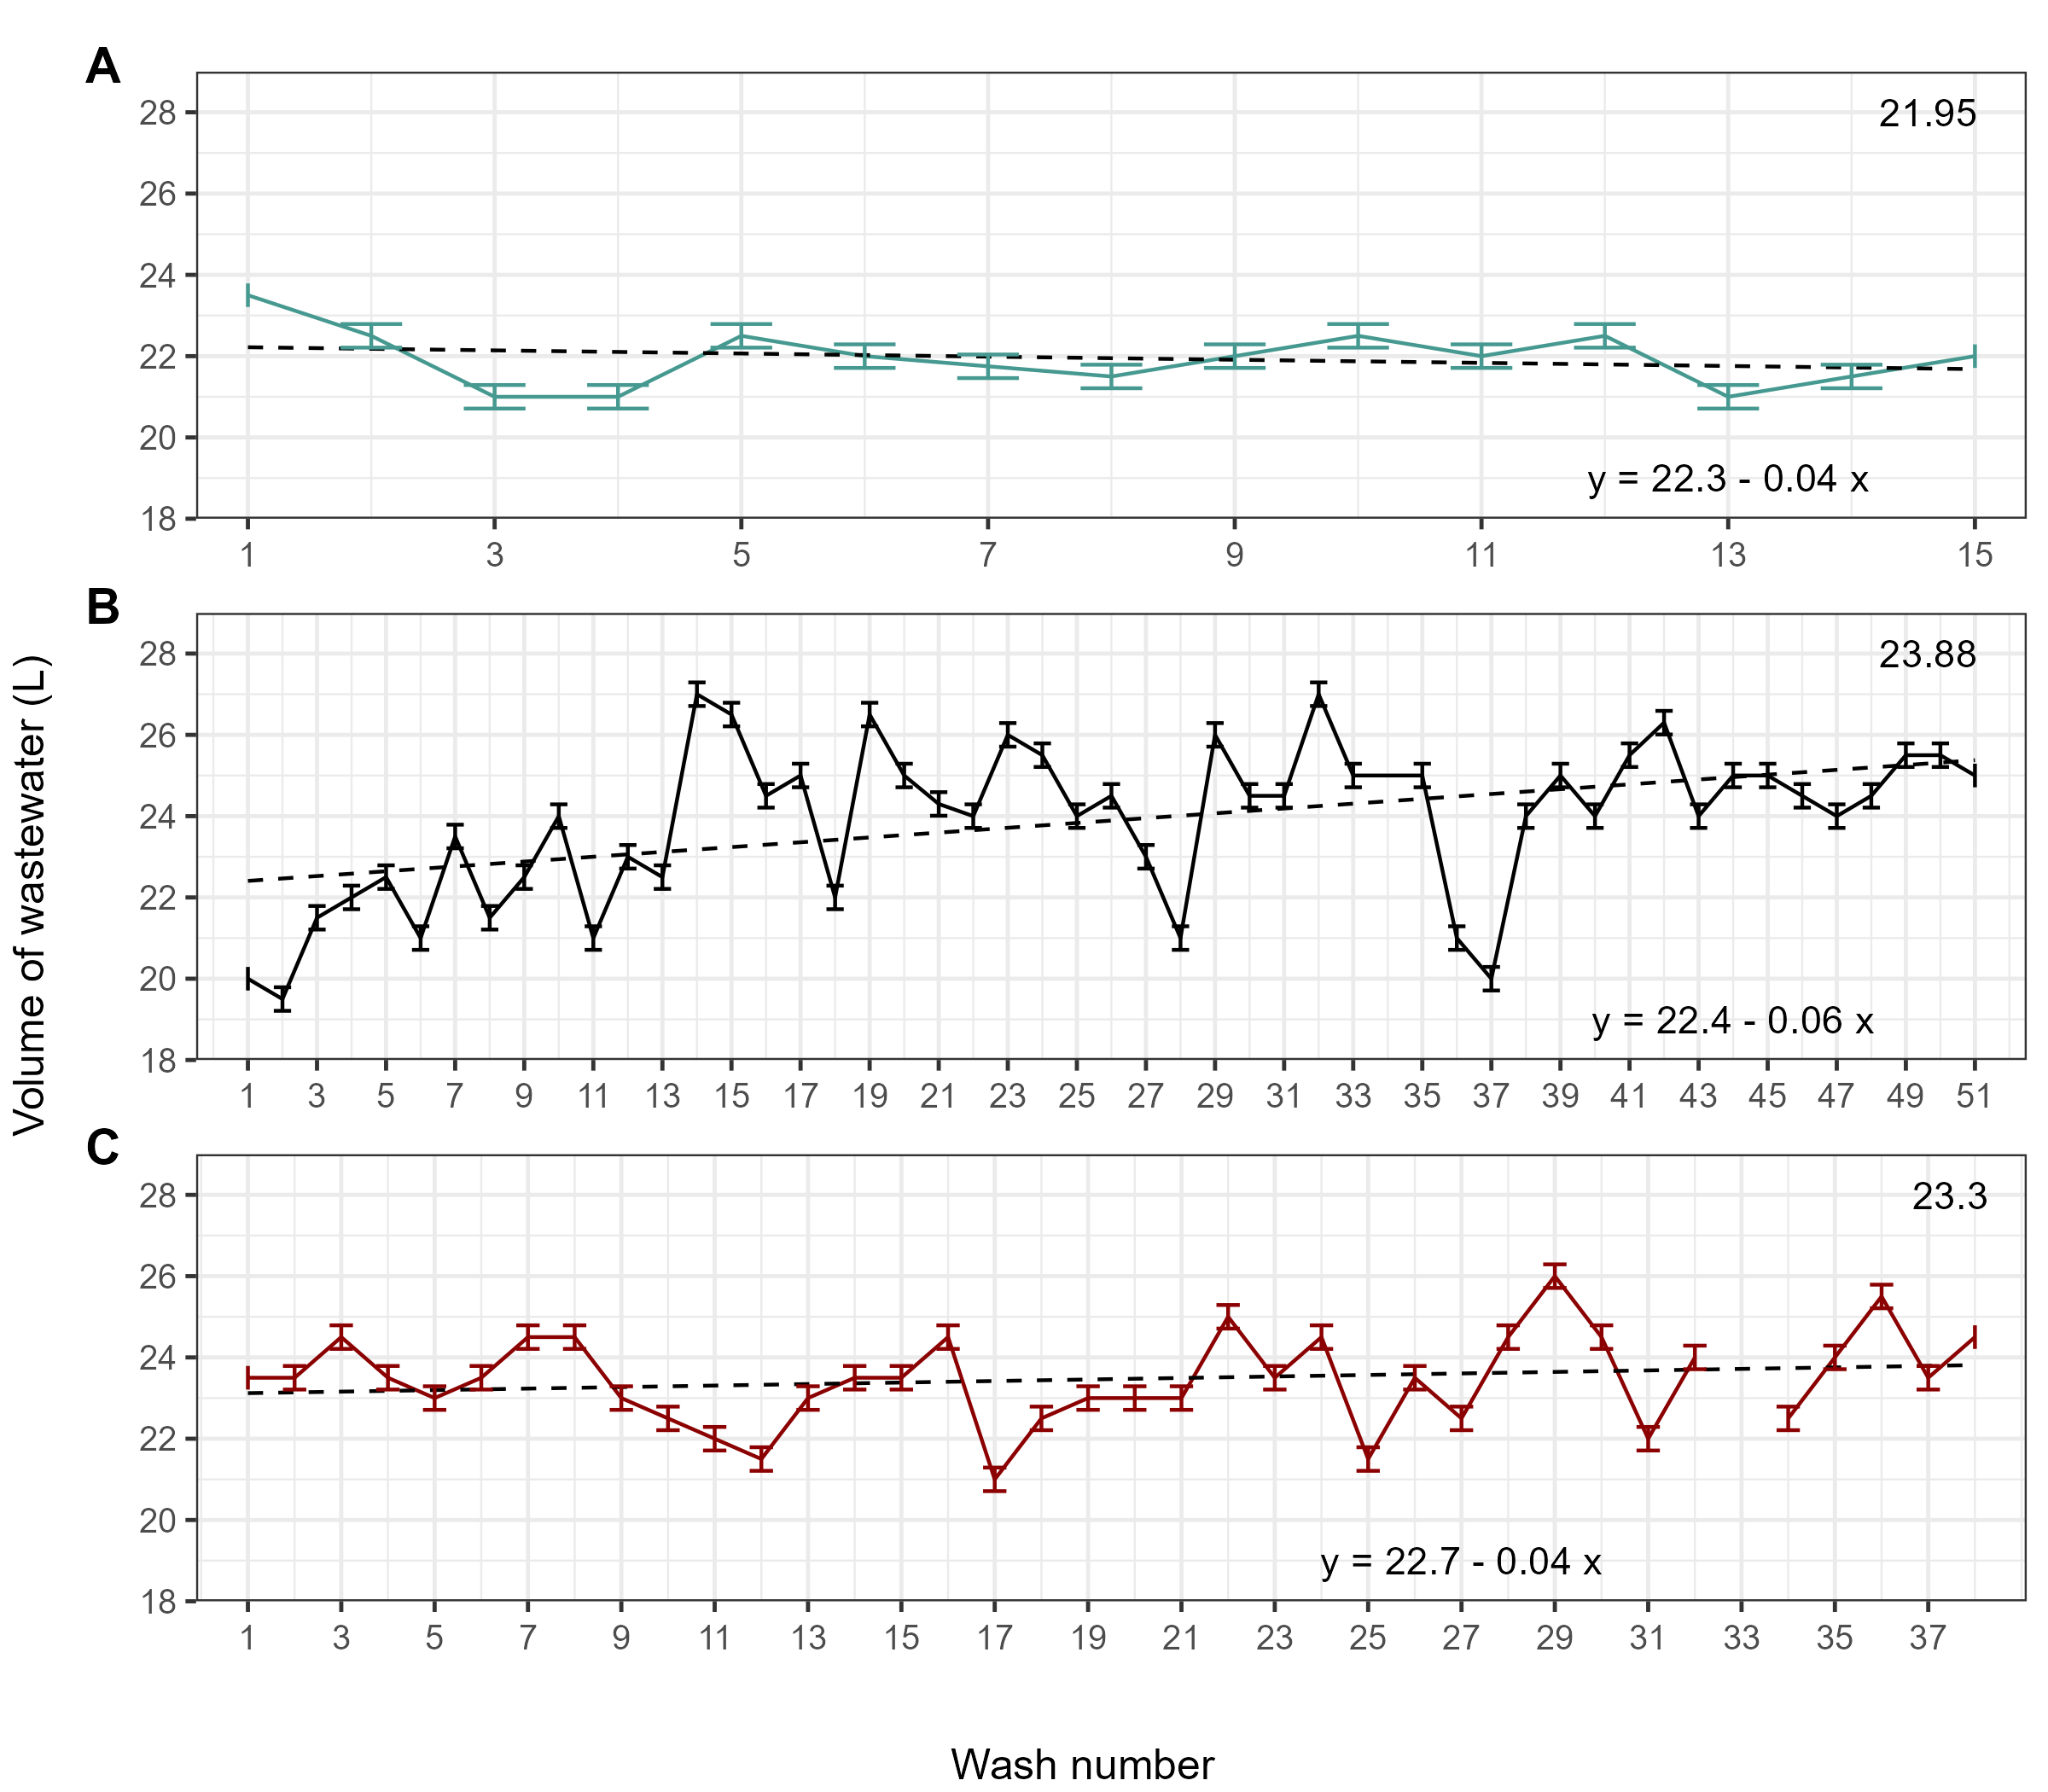 A
28
26
24
22
20
18
21.95
y = 22.3 - 0.04 x
1 3 5 7 9 11 13 15
B
28
26
24
22
20
18
23.88
y = 22.4 - 0.06 x
1 3 5 7 9 11 13 15 17 19 21 23 25 27 29 31 33 35 37 39 41 43 45 47 49 51
Volume of wastewater (L)
C
28
26
24
22
20
18
23.3
y = 22.7 - 0.04 x
1 3 5 7 9 11 13 15 17 19 21 23 25 27 29 31 33 35 37
Wash number